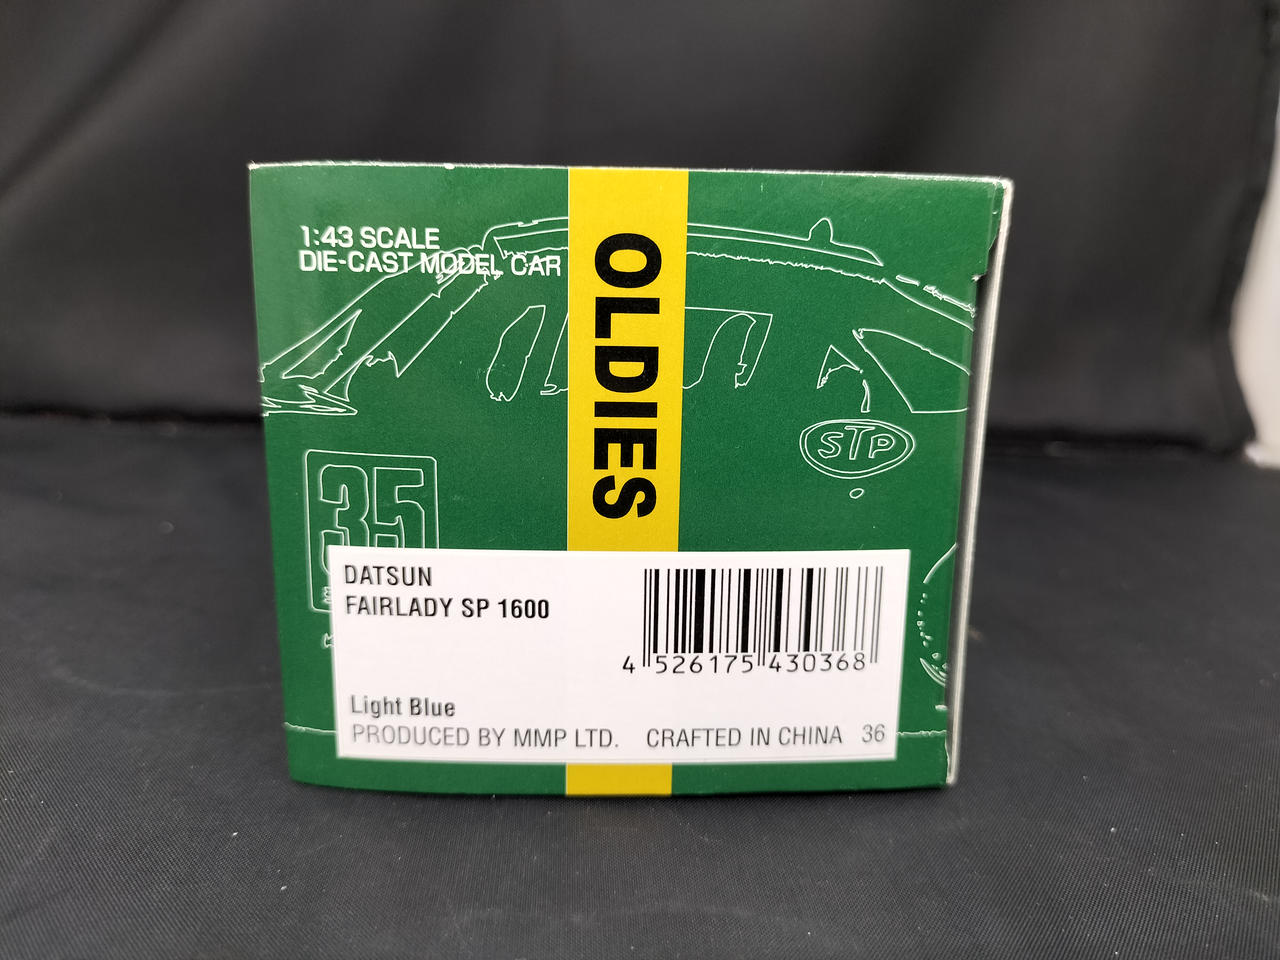 1:43 SCALE
DIE-CAST MODEL CAR
OLDIES
STP
35
DATSUN
FAIRLADY SP 1600
4 526175 430368
Light Blue
PRODUCED BY MMP LTD. CRAFTED IN CHINA 36